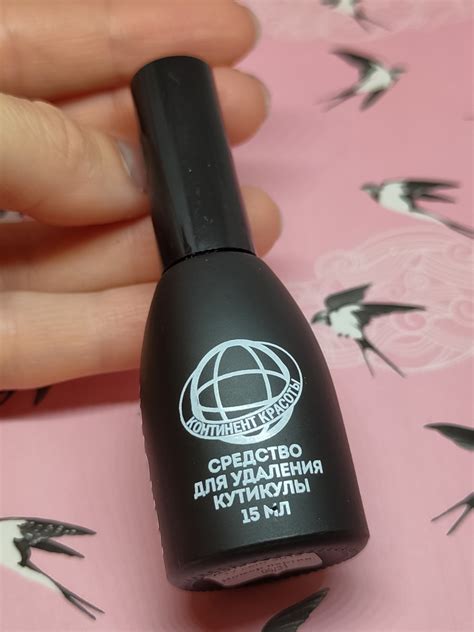 КОНТИНЕНТ КРАСОТЫ
СРЕДСТВО
ДЛЯ УДАЛЕНИЯ
КУТИКУЛЫ
15 МЛ